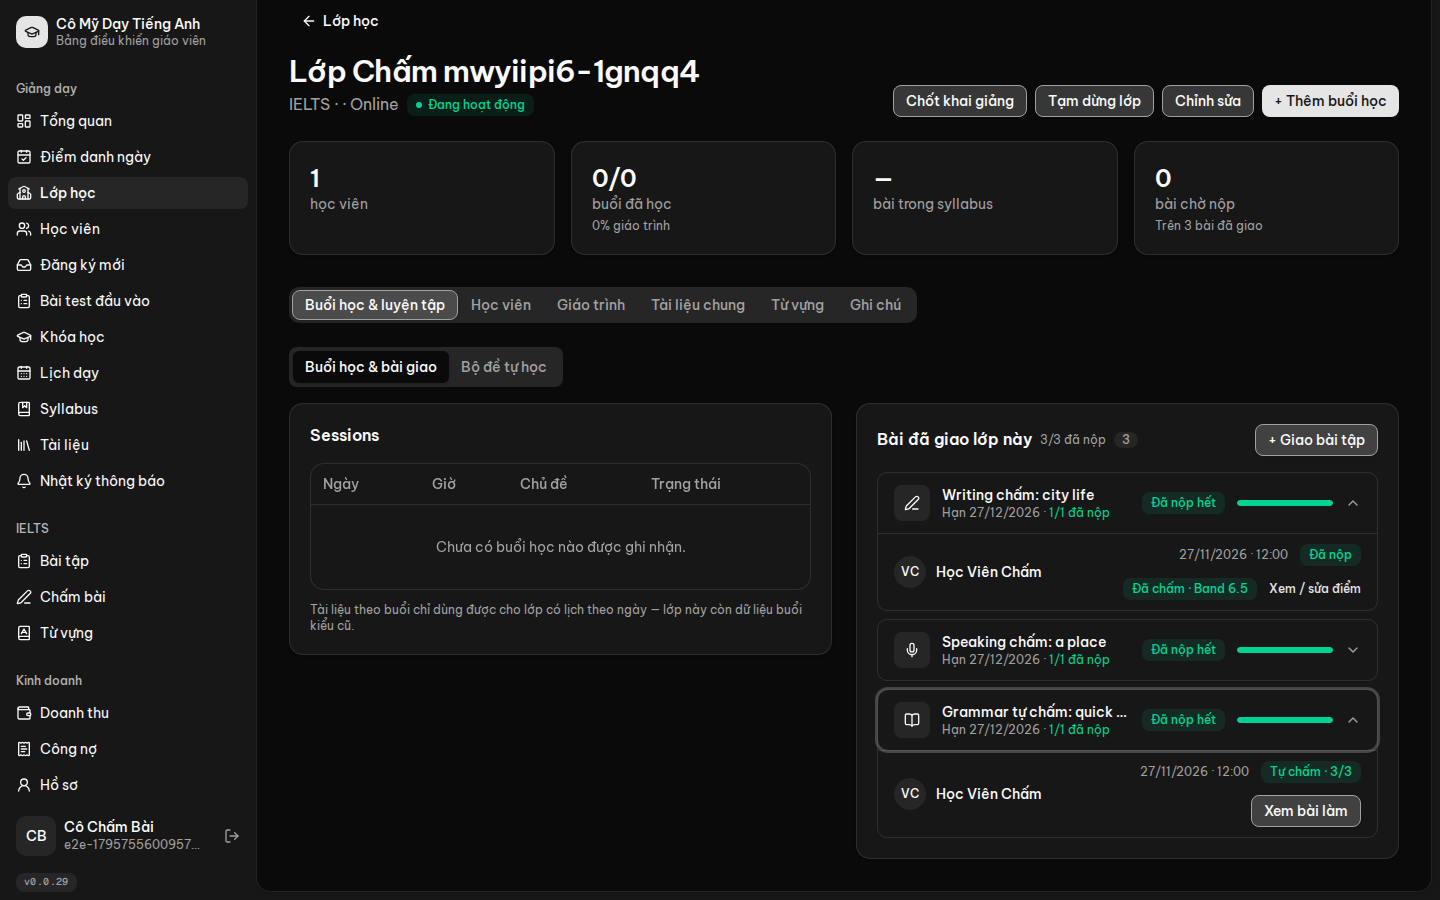 Cô Mỹ Dạy Tiếng Anh
Bảng điều khiển giáo viên
Giảng dạy
Tổng quan
Điểm danh ngày
Lớp học
Học viên
Đăng ký mới
Bài test đầu vào
Khóa học
Lịch dạy
Syllabus
Tài liệu
Nhật ký thông báo
IELTS
Bài tập
Chấm bài
Từ vựng
Kinh doanh
Doanh thu
Công nợ
Hồ sơ
CB
Cô Chấm Bài
e2e-1795755600957...
v0.0.29
← Lớp học
Lớp Chấm mwyiipi6-1gnqq4
IELTS · · Online
Đang hoạt động
Chốt khai giảng
Tạm dừng lớp
Chỉnh sửa
+ Thêm buổi học
1
học viên
0/0
buổi đã học
0% giáo trình
—
bài trong syllabus
0
bài chờ nộp
Trên 3 bài đã giao
Buổi học & luyện tập
Học viên
Giáo trình
Tài liệu chung
Từ vựng
Ghi chú
Buổi học & bài giao
Bộ đề tự học
Sessions
Ngày
Giờ
Chủ đề
Trạng thái
Chưa có buổi học nào được ghi nhận.
Tài liệu theo buổi chỉ dùng được cho lớp có lịch theo ngày — lớp này còn dữ liệu buổi
kiểu cũ.
Bài đã giao lớp này
3/3 đã nộp
3
+ Giao bài tập
Writing chấm: city life
Hạn 27/12/2026 · 1/1 đã nộp
Đã nộp hết
VC
Học Viên Chấm
27/11/2026 · 12:00
Đã nộp
Đã chấm · Band 6.5
Xem / sửa điểm
Speaking chấm: a place
Hạn 27/12/2026 · 1/1 đã nộp
Đã nộp hết
Grammar tự chấm: quick ...
Hạn 27/12/2026 · 1/1 đã nộp
Đã nộp hết
VC
Học Viên Chấm
27/11/2026 · 12:00
Tự chấm · 3/3
Xem bài làm